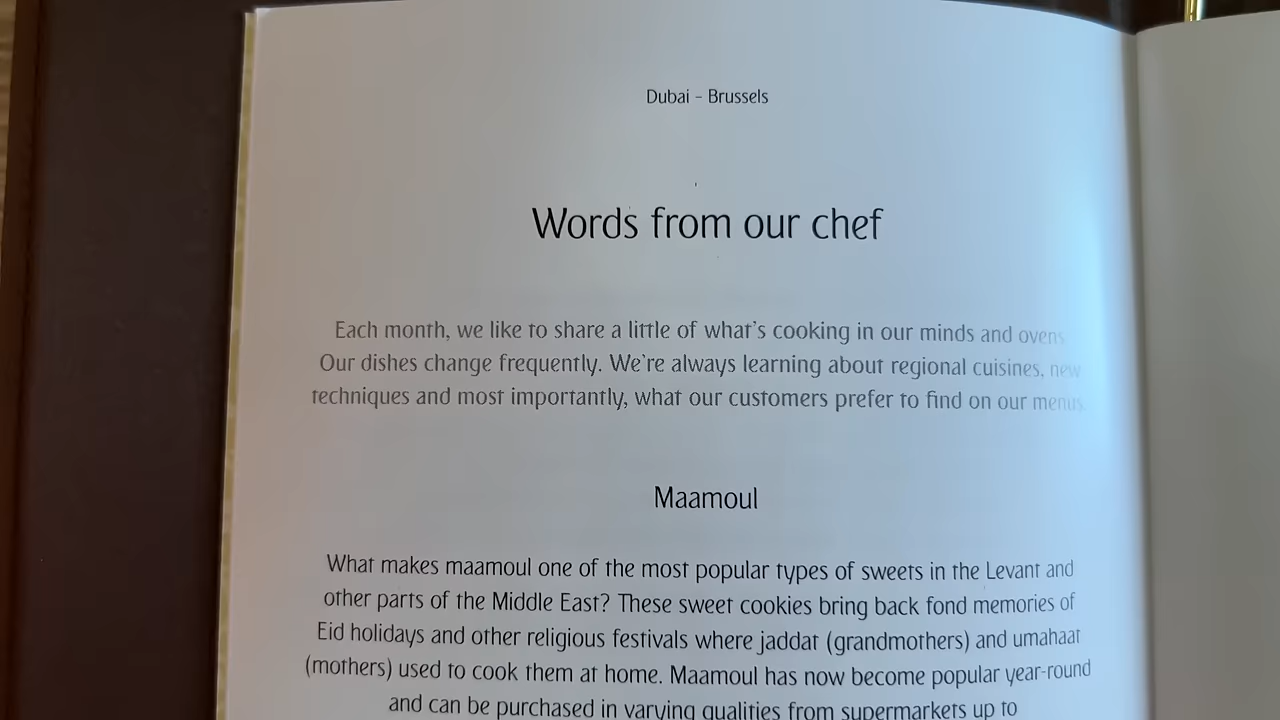 Dubai - Brussels
Words from our chef
Each month, we like to share a little of what's cooking in our minds and ovens
Our dishes change frequently. We're always learning about regional cuisines, new
techniques and most importantly, what our customers prefer to find on our menus
Maamoul
What makes maamoul one of the most popular types of sweets in the Levant and
other parts of the Middle East? These sweet cookies bring back fond memories of
Eid holidays and other religious festivals where jaddat (grandmothers) and umahaat
(mothers) used to cook them at home. Maamoul has now become popular year-round
and can be purchased in varying qualities from supermarkets up to